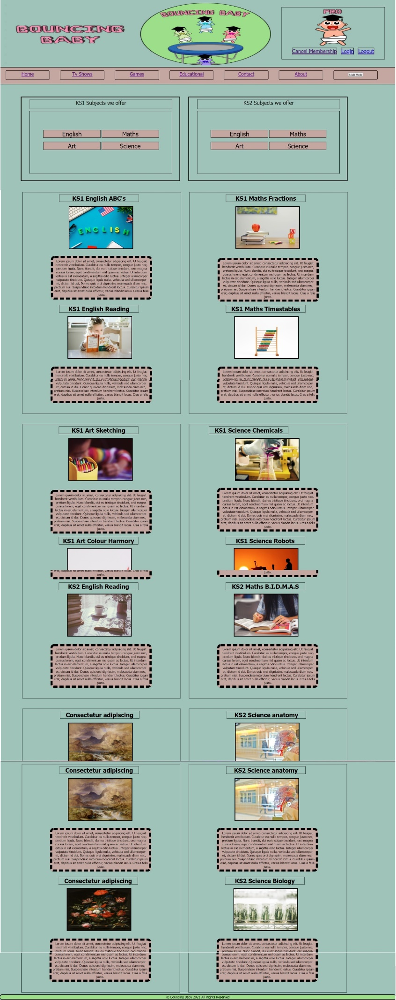 BOUNCING
BABY
BOUNCING BABY
PRO
Cancel Membership Login Logout
Home Tv Shows Games Educational Contact About Adult Mode
KS1 Subjects we offer
English Maths
Art Science
KS2 Subjects we offer
English Maths
Art Science
KS1 English ABC's
ENGLISH
Lorem ipsum dolor sit amet, consectetur adipiscing elit. Ut feugiat
hendrerit vestibulum. Curabitur eu nulla tempor, congue justo nec,
pretium ligula. Nunc blandit, dui eu tristique tincidunt, orci magna
cursus lorem, eget condimentum nisl quam ac lectus. Ut interdum
lectus in est elementum, a sagittis odio luctus. Integer ullamcorper
vulputate tincidunt. Quisque ligula nulla, vehicula sed ullamcorper
et, dictum id dui. Donec quis orci dignissim, malesuada diam nec,
pretium nisi. Suspendisse interdum hendrerit lectus. Curabitur ipsum
erat, dapibus sit amet nulla efficitur, varius blandit lacus. Cras a felis
justo.
KS1 English Reading
Lorem ipsum dolor sit amet, consectetur adipiscing elit. Ut feugiat
hendrerit vestibulum. Curabitur eu nulla tempor, congue justo nec,
vulputate tincidunt. Quisque ligula nulla, vehicula sed ullamcorper
et, dictum id dui. Donec quis orci dignissim, malesuada diam nec,
pretium nisi. Suspendisse interdum hendrerit lectus. Curabitur ipsum
erat, dapibus sit amet nulla efficitur, varius blandit lacus. Cras a felis
justo.
KS1 Maths Fractions
A
B
Lorem ipsum dolor sit amet, consectetur adipiscing elit. Ut feugiat
hendrerit vestibulum. Curabitur eu nulla tempor, congue justo nec,
pretium ligula. Nunc blandit, dui eu tristique tincidunt, orci magna
cursus lorem, eget condimentum nisl quam ac lectus. Ut interdum
lectus in est elementum, a sagittis odio luctus. Integer ullamcorper
vulputate tincidunt. Quisque ligula nulla, vehicula sed ullamcorper
et, dictum id dui. Donec quis orci dignissim, malesuada diam nec,
pretium nisi. Suspendisse interdum hendrerit lectus. Curabitur ipsum
erat, dapibus sit amet nulla efficitur, varius blandit lacus. Cras a felis
justo.
KS1 Maths Timestables
Lorem ipsum dolor sit amet, consectetur adipiscing elit. Ut feugiat
hendrerit vestibulum. Curabitur eu nulla tempor, congue justo nec,
vulputate tincidunt. Quisque ligula nulla, vehicula sed ullamcorper
et, dictum id dui. Donec quis orci dignissim, malesuada diam nec,
pretium nisi. Suspendisse interdum hendrerit lectus. Curabitur ipsum
erat, dapibus sit amet nulla efficitur, varius blandit lacus. Cras a felis
justo.
KS1 Art Sketching
Lorem ipsum dolor sit amet, consectetur adipiscing elit. Ut feugiat
hendrerit vestibulum. Curabitur eu nulla tempor, congue justo nec,
pretium ligula. Nunc blandit, dui eu tristique tincidunt, orci magna
cursus lorem, eget condimentum nisl quam ac lectus. Ut interdum
lectus in est elementum, a sagittis odio luctus. Integer ullamcorper
vulputate tincidunt. Quisque ligula nulla, vehicula sed ullamcorper
et, dictum id dui. Donec quis orci dignissim, malesuada diam nec,
pretium nisi. Suspendisse interdum hendrerit lectus. Curabitur ipsum
erat, dapibus sit amet nulla efficitur, varius blandit lacus. Cras a felis
justo.
KS1 Art Colour Harmory
erat, dapibus sit amet nulla efficitur, varius blandit lacus. Cras a felis
justo.
KS2 English Reading
Lorem ipsum dolor sit amet, consectetur adipiscing elit. Ut feugiat
hendrerit vestibulum. Curabitur eu nulla tempor, congue justo nec,
pretium ligula. Nunc blandit, dui eu tristique tincidunt, orci magna
cursus lorem, eget condimentum nisl quam ac lectus. Ut interdum
lectus in est elementum, a sagittis odio luctus. Integer ullamcorper
vulputate tincidunt. Quisque ligula nulla, vehicula sed ullamcorper
et, dictum id dui. Donec quis orci dignissim, malesuada diam nec,
pretium nisi. Suspendisse interdum hendrerit lectus. Curabitur ipsum
erat, dapibus sit amet nulla efficitur, varius blandit lacus. Cras a felis
justo.
KS1 Science Chemicals
Lorem ipsum dolor sit amet, consectetur adipiscing elit. Ut feugiat
hendrerit vestibulum. Curabitur eu nulla tempor, congue justo nec,
pretium ligula. Nunc blandit, dui eu tristique tincidunt, orci magna
cursus lorem, eget condimentum nisl quam ac lectus. Ut interdum
lectus in est elementum, a sagittis odio luctus. Integer ullamcorper
vulputate tincidunt. Quisque ligula nulla, vehicula sed ullamcorper
et, dictum id dui. Donec quis orci dignissim, malesuada diam nec,
pretium nisi. Suspendisse interdum hendrerit lectus. Curabitur ipsum
erat, dapibus sit amet nulla efficitur, varius blandit lacus. Cras a felis
justo.
KS1 Science Robots
justo.
KS2 Maths B.I.D.M.A.S
Lorem ipsum dolor sit amet, consectetur adipiscing elit. Ut feugiat
hendrerit vestibulum. Curabitur eu nulla tempor, congue justo nec,
pretium ligula. Nunc blandit, dui eu tristique tincidunt, orci magna
cursus lorem, eget condimentum nisl quam ac lectus. Ut interdum
lectus in est elementum, a sagittis odio luctus. Integer ullamcorper
vulputate tincidunt. Quisque ligula nulla, vehicula sed ullamcorper
et, dictum id dui. Donec quis orci dignissim, malesuada diam nec,
pretium nisi. Suspendisse interdum hendrerit lectus. Curabitur ipsum
erat, dapibus sit amet nulla efficitur, varius blandit lacus. Cras a felis
justo.
Consectetur adipiscing
KS2 Science anatomy
Consectetur adipiscing
Lorem ipsum dolor sit amet, consectetur adipiscing elit. Ut feugiat
hendrerit vestibulum. Curabitur eu nulla tempor, congue justo nec,
pretium ligula. Nunc blandit, dui eu tristique tincidunt, orci magna
cursus lorem, eget condimentum nisl quam ac lectus. Ut interdum
lectus in est elementum, a sagittis odio luctus. Integer ullamcorper
vulputate tincidunt. Quisque ligula nulla, vehicula sed ullamcorper
et, dictum id dui. Donec quis orci dignissim, malesuada diam nec,
pretium nisi. Suspendisse interdum hendrerit lectus. Curabitur ipsum
erat, dapibus sit amet nulla efficitur, varius blandit lacus. Cras a felis
justo.
Consectetur adipiscing
Lorem ipsum dolor sit amet, consectetur adipiscing elit. Ut feugiat
hendrerit vestibulum. Curabitur eu nulla tempor, congue justo nec,
pretium ligula. Nunc blandit, dui eu tristique tincidunt, orci magna
cursus lorem, eget condimentum nisl quam ac lectus. Ut interdum
lectus in est elementum, a sagittis odio luctus. Integer ullamcorper
vulputate tincidunt. Quisque ligula nulla, vehicula sed ullamcorper
et, dictum id dui. Donec quis orci dignissim, malesuada diam nec,
pretium nisi. Suspendisse interdum hendrerit lectus. Curabitur ipsum
erat, dapibus sit amet nulla efficitur, varius blandit lacus. Cras a felis
justo.
KS2 Science anatomy
Lorem ipsum dolor sit amet, consectetur adipiscing elit. Ut feugiat
hendrerit vestibulum. Curabitur eu nulla tempor, congue justo nec,
pretium ligula. Nunc blandit, dui eu tristique tincidunt, orci magna
cursus lorem, eget condimentum nisl quam ac lectus. Ut interdum
lectus in est elementum, a sagittis odio luctus. Integer ullamcorper
vulputate tincidunt. Quisque ligula nulla, vehicula sed ullamcorper
et, dictum id dui. Donec quis orci dignissim, malesuada diam nec,
pretium nisi. Suspendisse interdum hendrerit lectus. Curabitur ipsum
erat, dapibus sit amet nulla efficitur, varius blandit lacus. Cras a felis
justo.
KS2 Science Biology
Lorem ipsum dolor sit amet, consectetur adipiscing elit. Ut feugiat
hendrerit vestibulum. Curabitur eu nulla tempor, congue justo nec,
pretium ligula. Nunc blandit, dui eu tristique tincidunt, orci magna
cursus lorem, eget condimentum nisl quam ac lectus. Ut interdum
lectus in est elementum, a sagittis odio luctus. Integer ullamcorper
vulputate tincidunt. Quisque ligula nulla, vehicula sed ullamcorper
et, dictum id dui. Donec quis orci dignissim, malesuada diam nec,
pretium nisi. Suspendisse interdum hendrerit lectus. Curabitur ipsum
erat, dapibus sit amet nulla efficitur, varius blandit lacus. Cras a felis
justo.
© Bouncing Baby 2021 All Rights Reserved